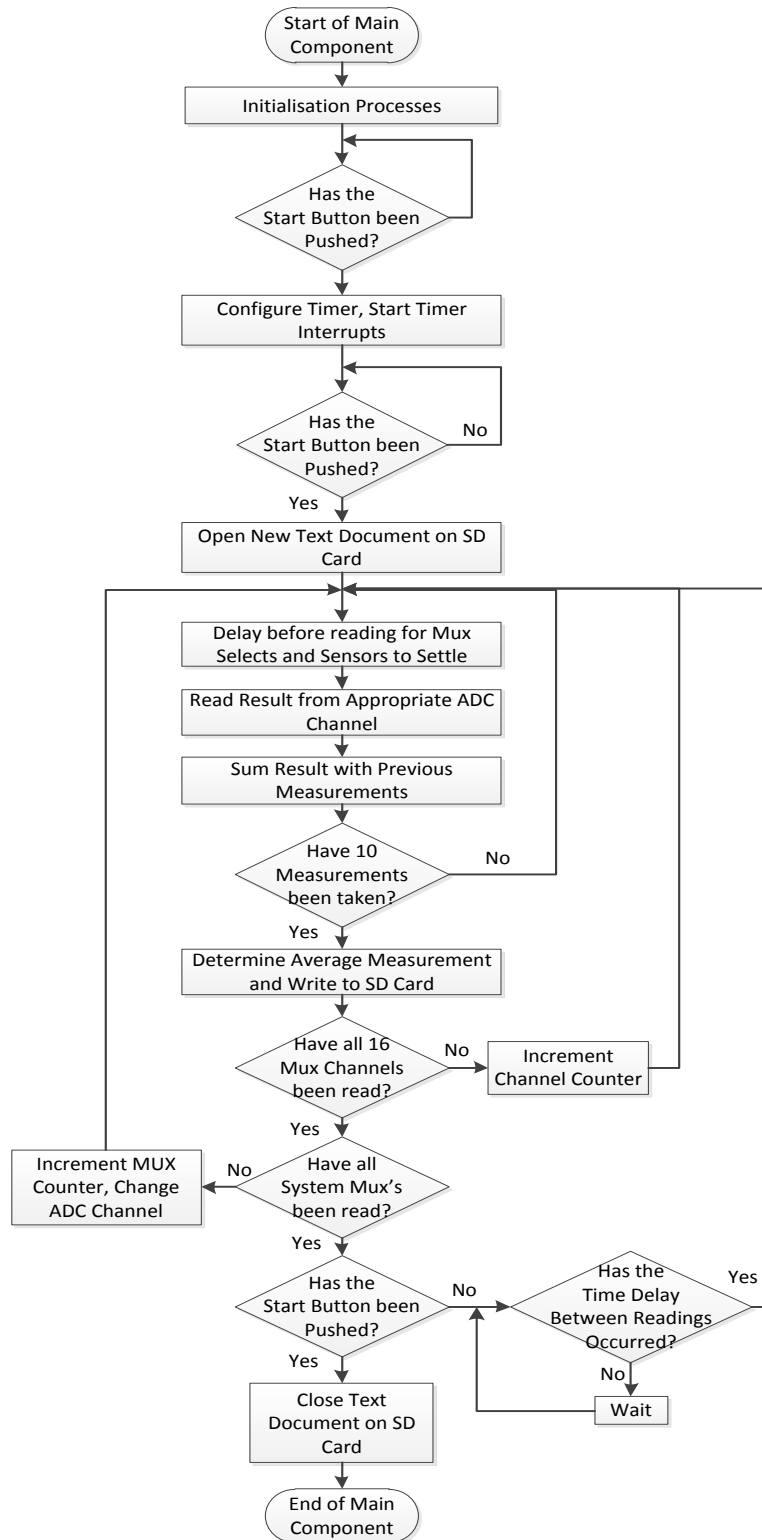 Start of Main
Component
Initialisation Processes
Has the
Start Button been
Pushed?
Configure Timer, Start Timer
Interrupts
Has the
Start Button been
Pushed?
No
Yes
Open New Text Document on SD
Card
Delay before reading for Mux
Selects and Sensors to Settle
Read Result from Appropriate ADC
Channel
Sum Result with Previous
Measurements
Have 10
Measurements
been taken?
No
Yes
Determine Average Measurement
and Write to SD Card
Have all 16
Mux Channels
been read?
No
Increment
Channel Counter
Yes
Have all
System Mux's
been read?
No
Increment MUX
Counter, Change
ADC Channel
Yes
Has the
Start Button been
Pushed?
No
Has the
Time Delay
Between Readings
Occurred?
Yes
No
Wait
Yes
Close Text
Document on SD
Card
End of Main
Component